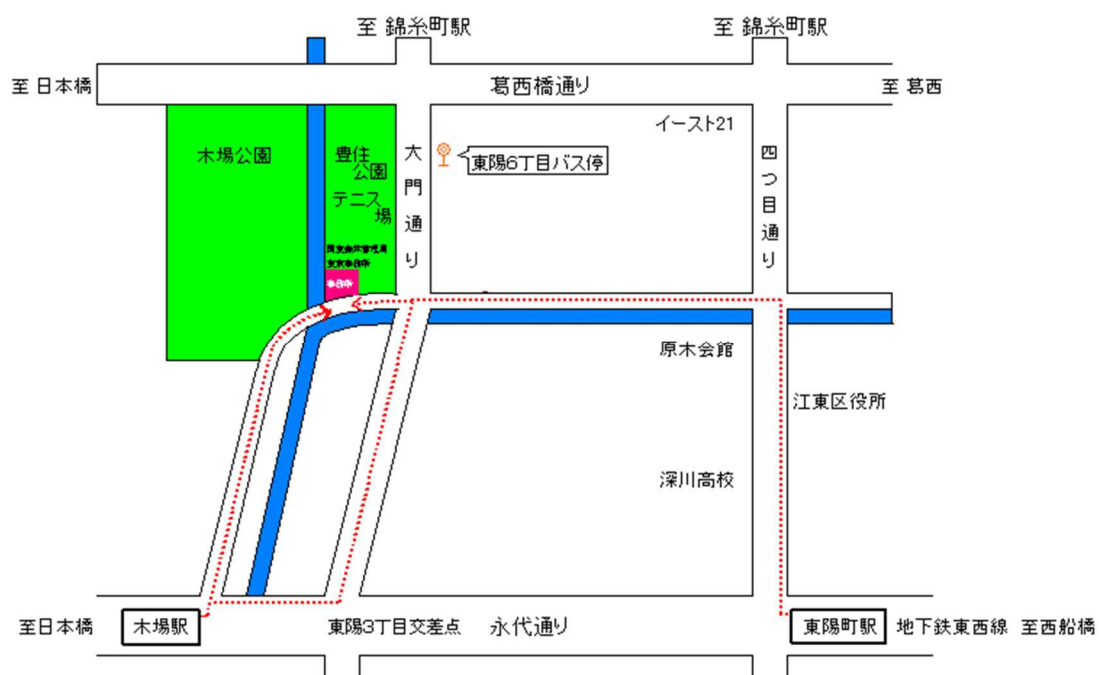 至 錦糸町駅
至 錦糸町駅
至 日本橋
葛西橋通り
至 葛西
イースト21
木場公園
豊住
公園
テニス
場
大門通り
東陽6丁目バス停
四つ目通り
東京事務所
事務所
原木会館
江東区役所
深川高校
至日本橋
木場駅
東陽3丁目交差点
永代通り
東陽町駅
地下鉄東西線 至西船橋